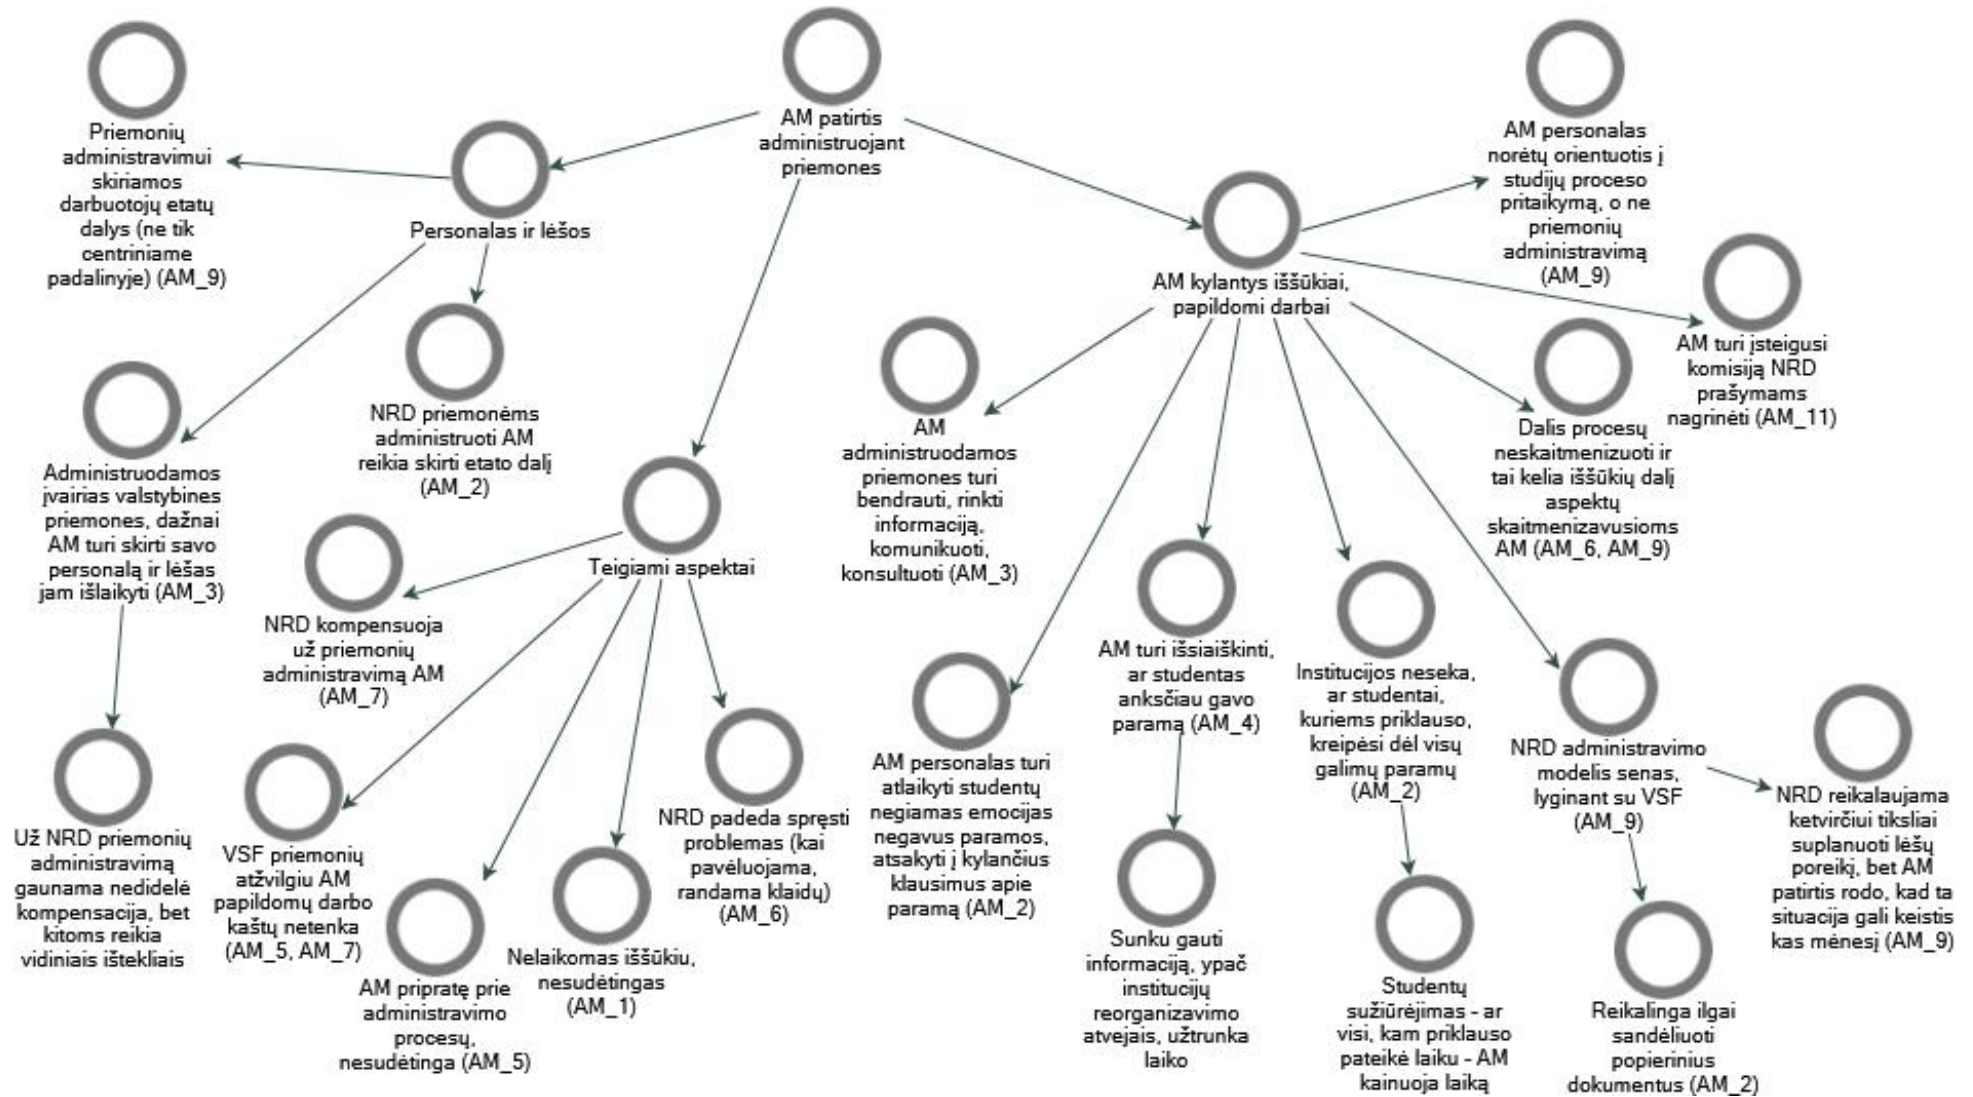 AM patirtis
administruojant
priemones
Priemonių
administravimui
skiriamos
darbuotojų etatų
dalys (ne tik
centriniame
padalinyje) (AM_9)
Personalas ir lėšos
AM personalas
norėtų orientuotis į
studijų proceso
pritaikymą, o ne
priemonių
administravimą
(AM_9)
AM kylantys iššūkiai,
papildomi darbai
AM turi įsteigusi
komisiją NRD
prašymams
nagrinėti (AM_11)
NRD priemonėms
administruoti AM
reikia skirti etato dalį
(AM_2)
AM
administruodamos
priemones turi
bendrauti, rinkti
informaciją,
komunikuoti,
konsultuoti (AM_3)
Dalis procesų
neskaitmenizuoti ir
tai kelia iššūkių dalį
aspektų
skaitmenizavusioms
AM (AM_6, AM_9)
Administruodamos
įvairias valstybines
priemones, dažnai
AM turi skirti savo
personalą ir lėšas
jam išlaikyti (AM_3)
Teigiami aspektai
NRD kompensuoja
už priemonių
administravimą AM
(AM_7)
AM turi išsiaiškinti,
ar studentas
anksčiau gavo
paramą (AM_4)
Institucijos neseka,
ar studentai,
kuriems priklauso,
kreipėsi dėl visų
galimų paramų
(AM_2)
NRD administravimo
modelis senas,
lyginant su VSF
(AM_9)
AM personalas turi
atlaikyti studentų
negiamas emocijas
negavus paramos,
atsakyti į kylančius
klausimus apie
paramą (AM_2)
NRD reikalaujama
ketvirčiui tiksliai
suplanuoti lėšų
poreikį, bet AM
patirtis rodo, kad ta
situacija gali keistis
kas mėnesį (AM_9)
Už NRD priemonių
administravimą
gaunama nedidelė
kompensacija, bet
kitoms reikia
vidiniais ištekliais
VSF priemonių
atžvilgiu AM
papildomų darbo
kaštų netenka
(AM_5, AM_7)
NRD padeda spręsti
problemas (kai
pavėluojama,
randama klaidų)
(AM_6)
AM pripratę prie
administravimo
procesų,
nesudėtinga (AM_5)
Nelaikomas iššūkiu,
nesudėtingas
(AM_1)
Sunku gauti
informaciją, ypač
institucijų
reorganizavimo
atvejais, užtrunka
laiko
Studentų
sužiūrėjimas - ar
visi, kam priklauso
pateikė laiku - AM
kainuoja laiką
Reikalinga ilgai
sandėliuoti
popierinius
dokumentus (AM_2)